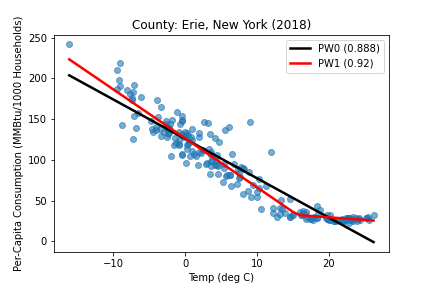 County: Erie, New York (2018)
Per-Capita Consumption (MMBtu/1000 Households)
250
200
150
100
50
0
PW0 (0.888)
PW1 (0.92)
−10
0
10
20
Temp (deg C)